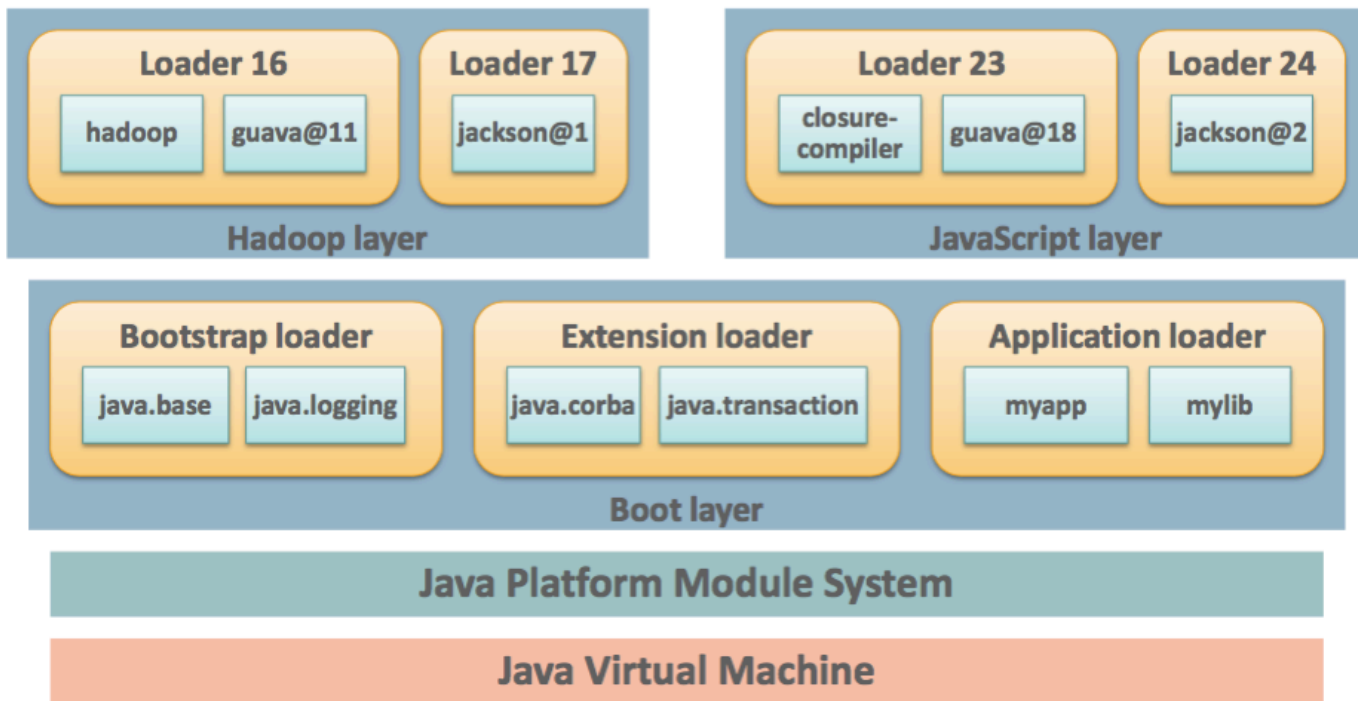 Loader 16
hadoop
guava@11
Loader 17
jackson@1
Hadoop layer
Loader 23
closure-
compiler
guava@18
Loader 24
jackson@2
JavaScript layer
Bootstrap loader
java.base
java.logging
Extension loader
java.corba
java.transaction
Application loader
myapp
mylib
Boot layer
Java Platform Module System
Java Virtual Machine